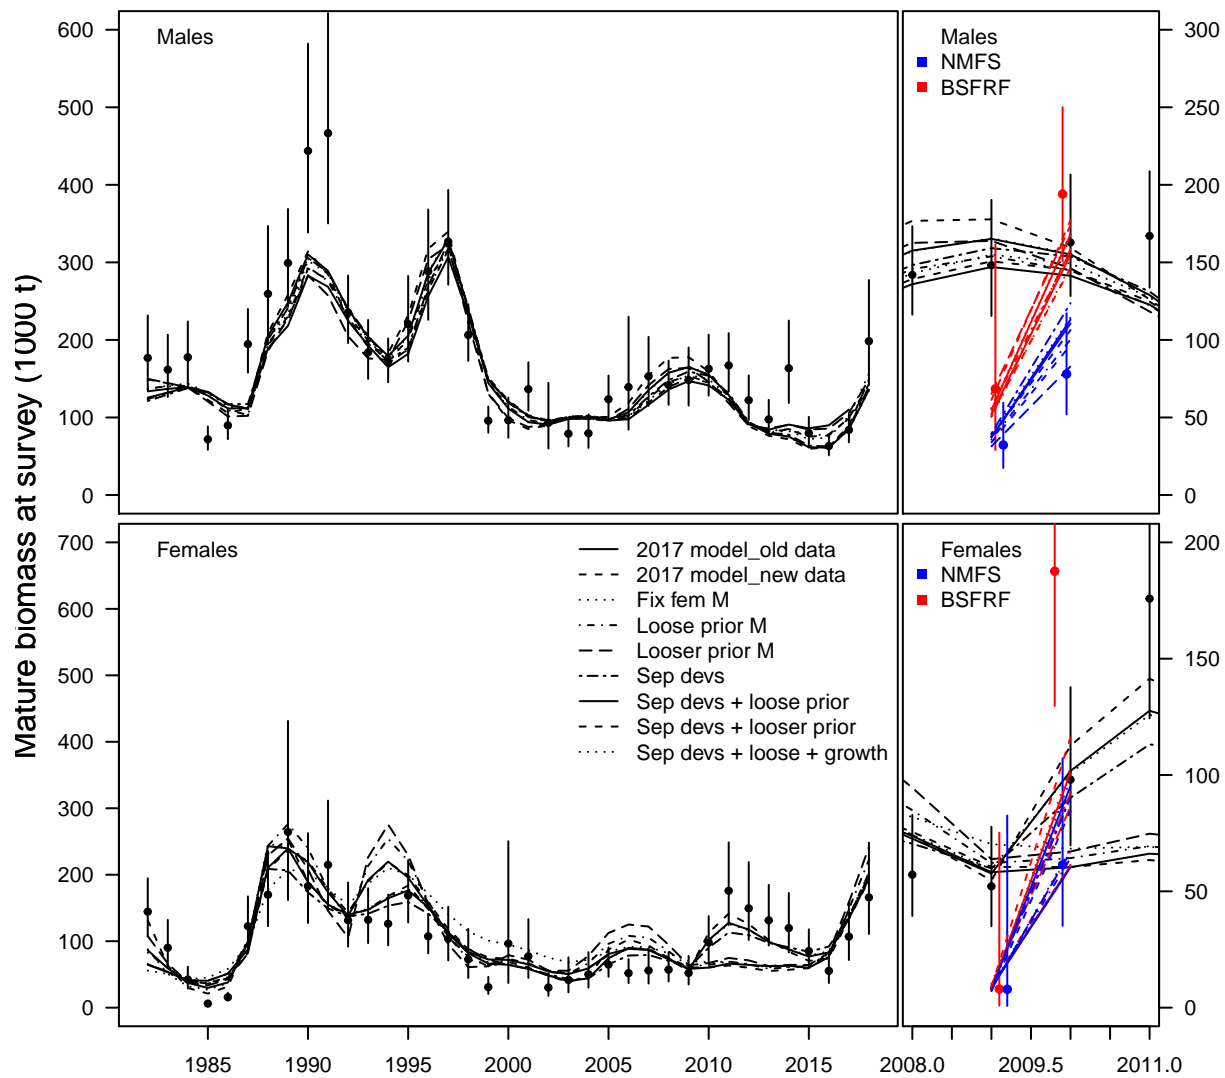 Mature biomass at survey (1000 t)
Males
600
500
400
300
200
100
0
Males
NMFS
BSFRF
300
250
200
150
100
50
0
Females
700
600
500
400
300
200
100
0
2017 model_old data
2017 model_new data
Fix fem M
Loose prior M
Looser prior M
Sep devs
Sep devs + loose prior
Sep devs + looser prior
Sep devs + loose + growth
Females
NMFS
BSFRF
200
150
100
50
0
1985 1990 1995 2000 2005 2010 2015
2008.0 2009.5 2011.0